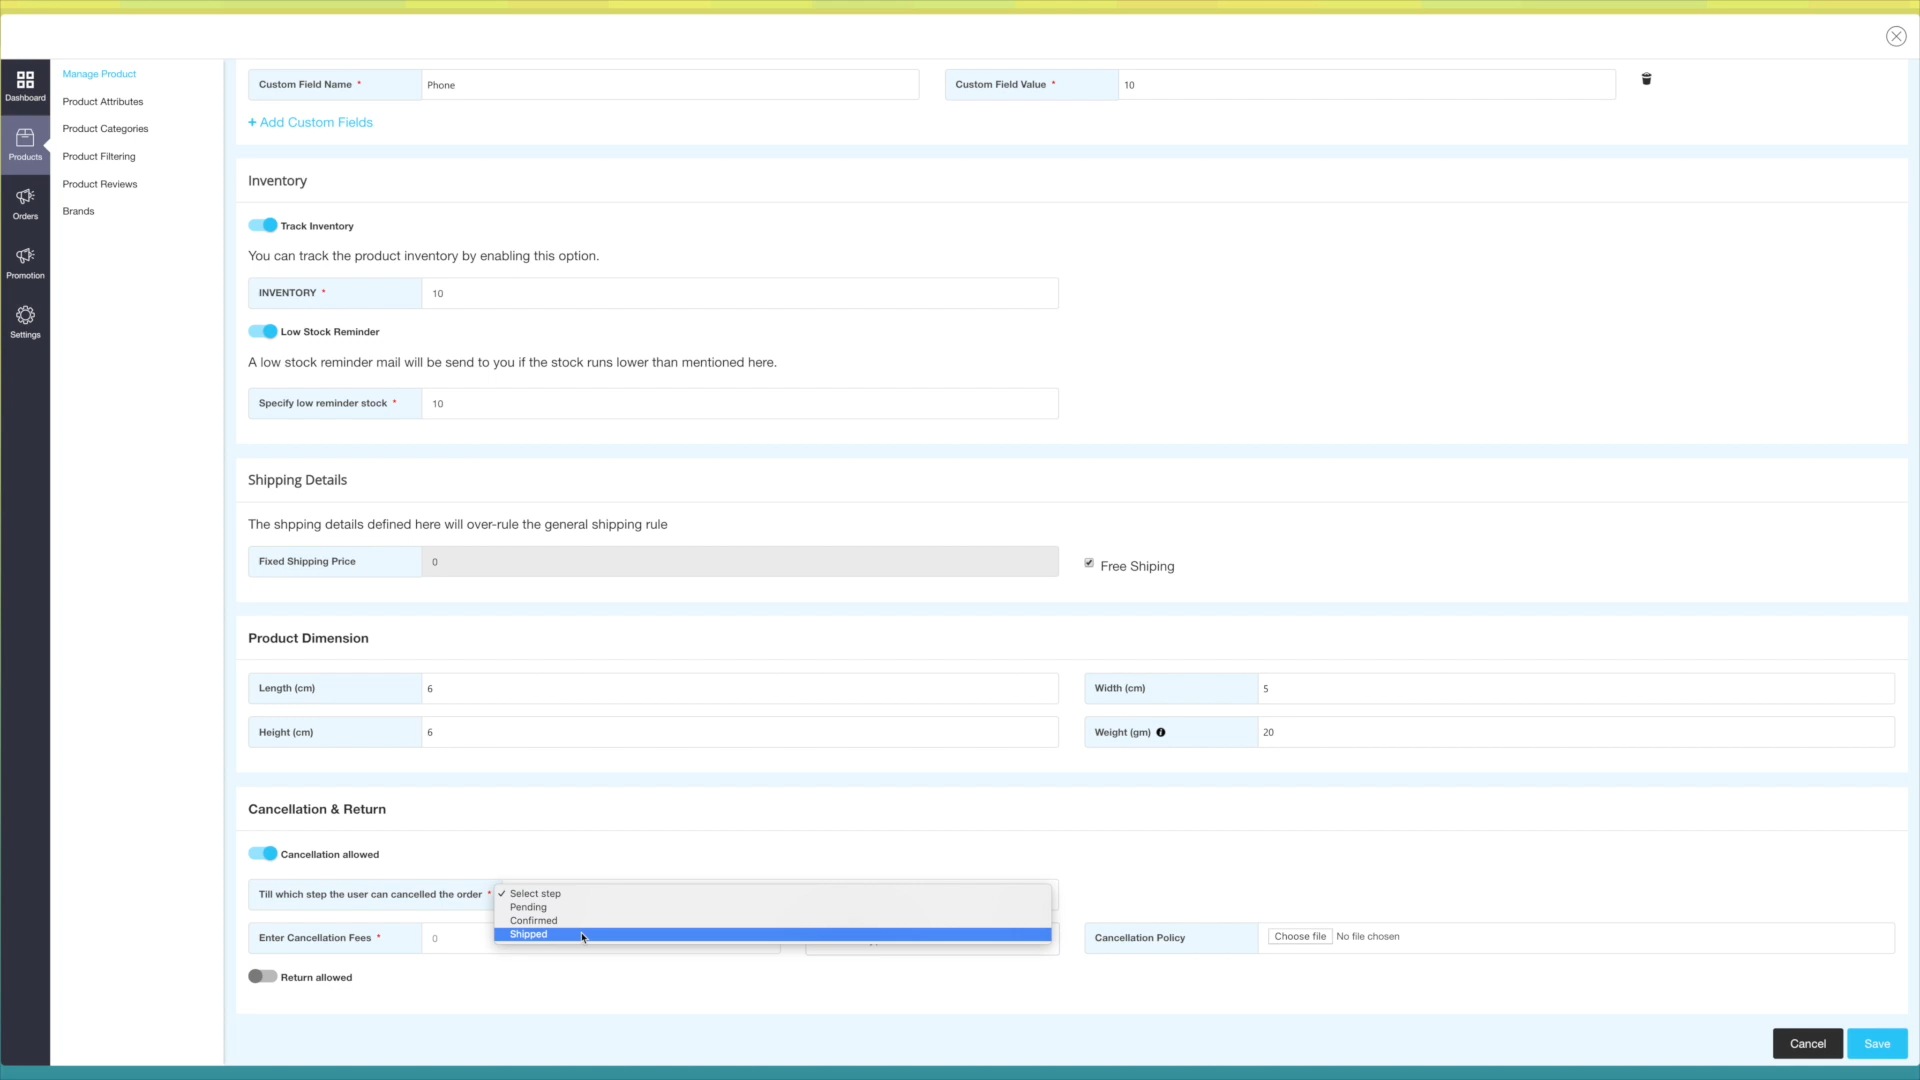 Dashboard
Products
Orders
Promotion
Settings
Manage Product
Product Attributes
Product Categories
Product Filtering
Product Reviews
Brands
Custom Field Name * Phone
Custom Field Value * 10
+ Add Custom Fields
Inventory
Track Inventory
You can track the product inventory by enabling this option.
INVENTORY * 10
Low Stock Reminder
A low stock reminder mail will be send to you if the stock runs lower than mentioned here.
Specify low reminder stock * 10
Shipping Details
The shpping details defined here will over-rule the general shipping rule
Fixed Shipping Price 0
Free Shiping
Product Dimension
Length (cm) 6
Width (cm) 5
Height (cm) 6
Weight (gm) 20
Cancellation & Return
Cancellation allowed
Till which step the user can cancelled the order *
✓ Select step
Pending
Confirmed
Shipped
Enter Cancellation Fees * 0
Cancellation Policy Choose file No file chosen
Return allowed
Cancel
Save